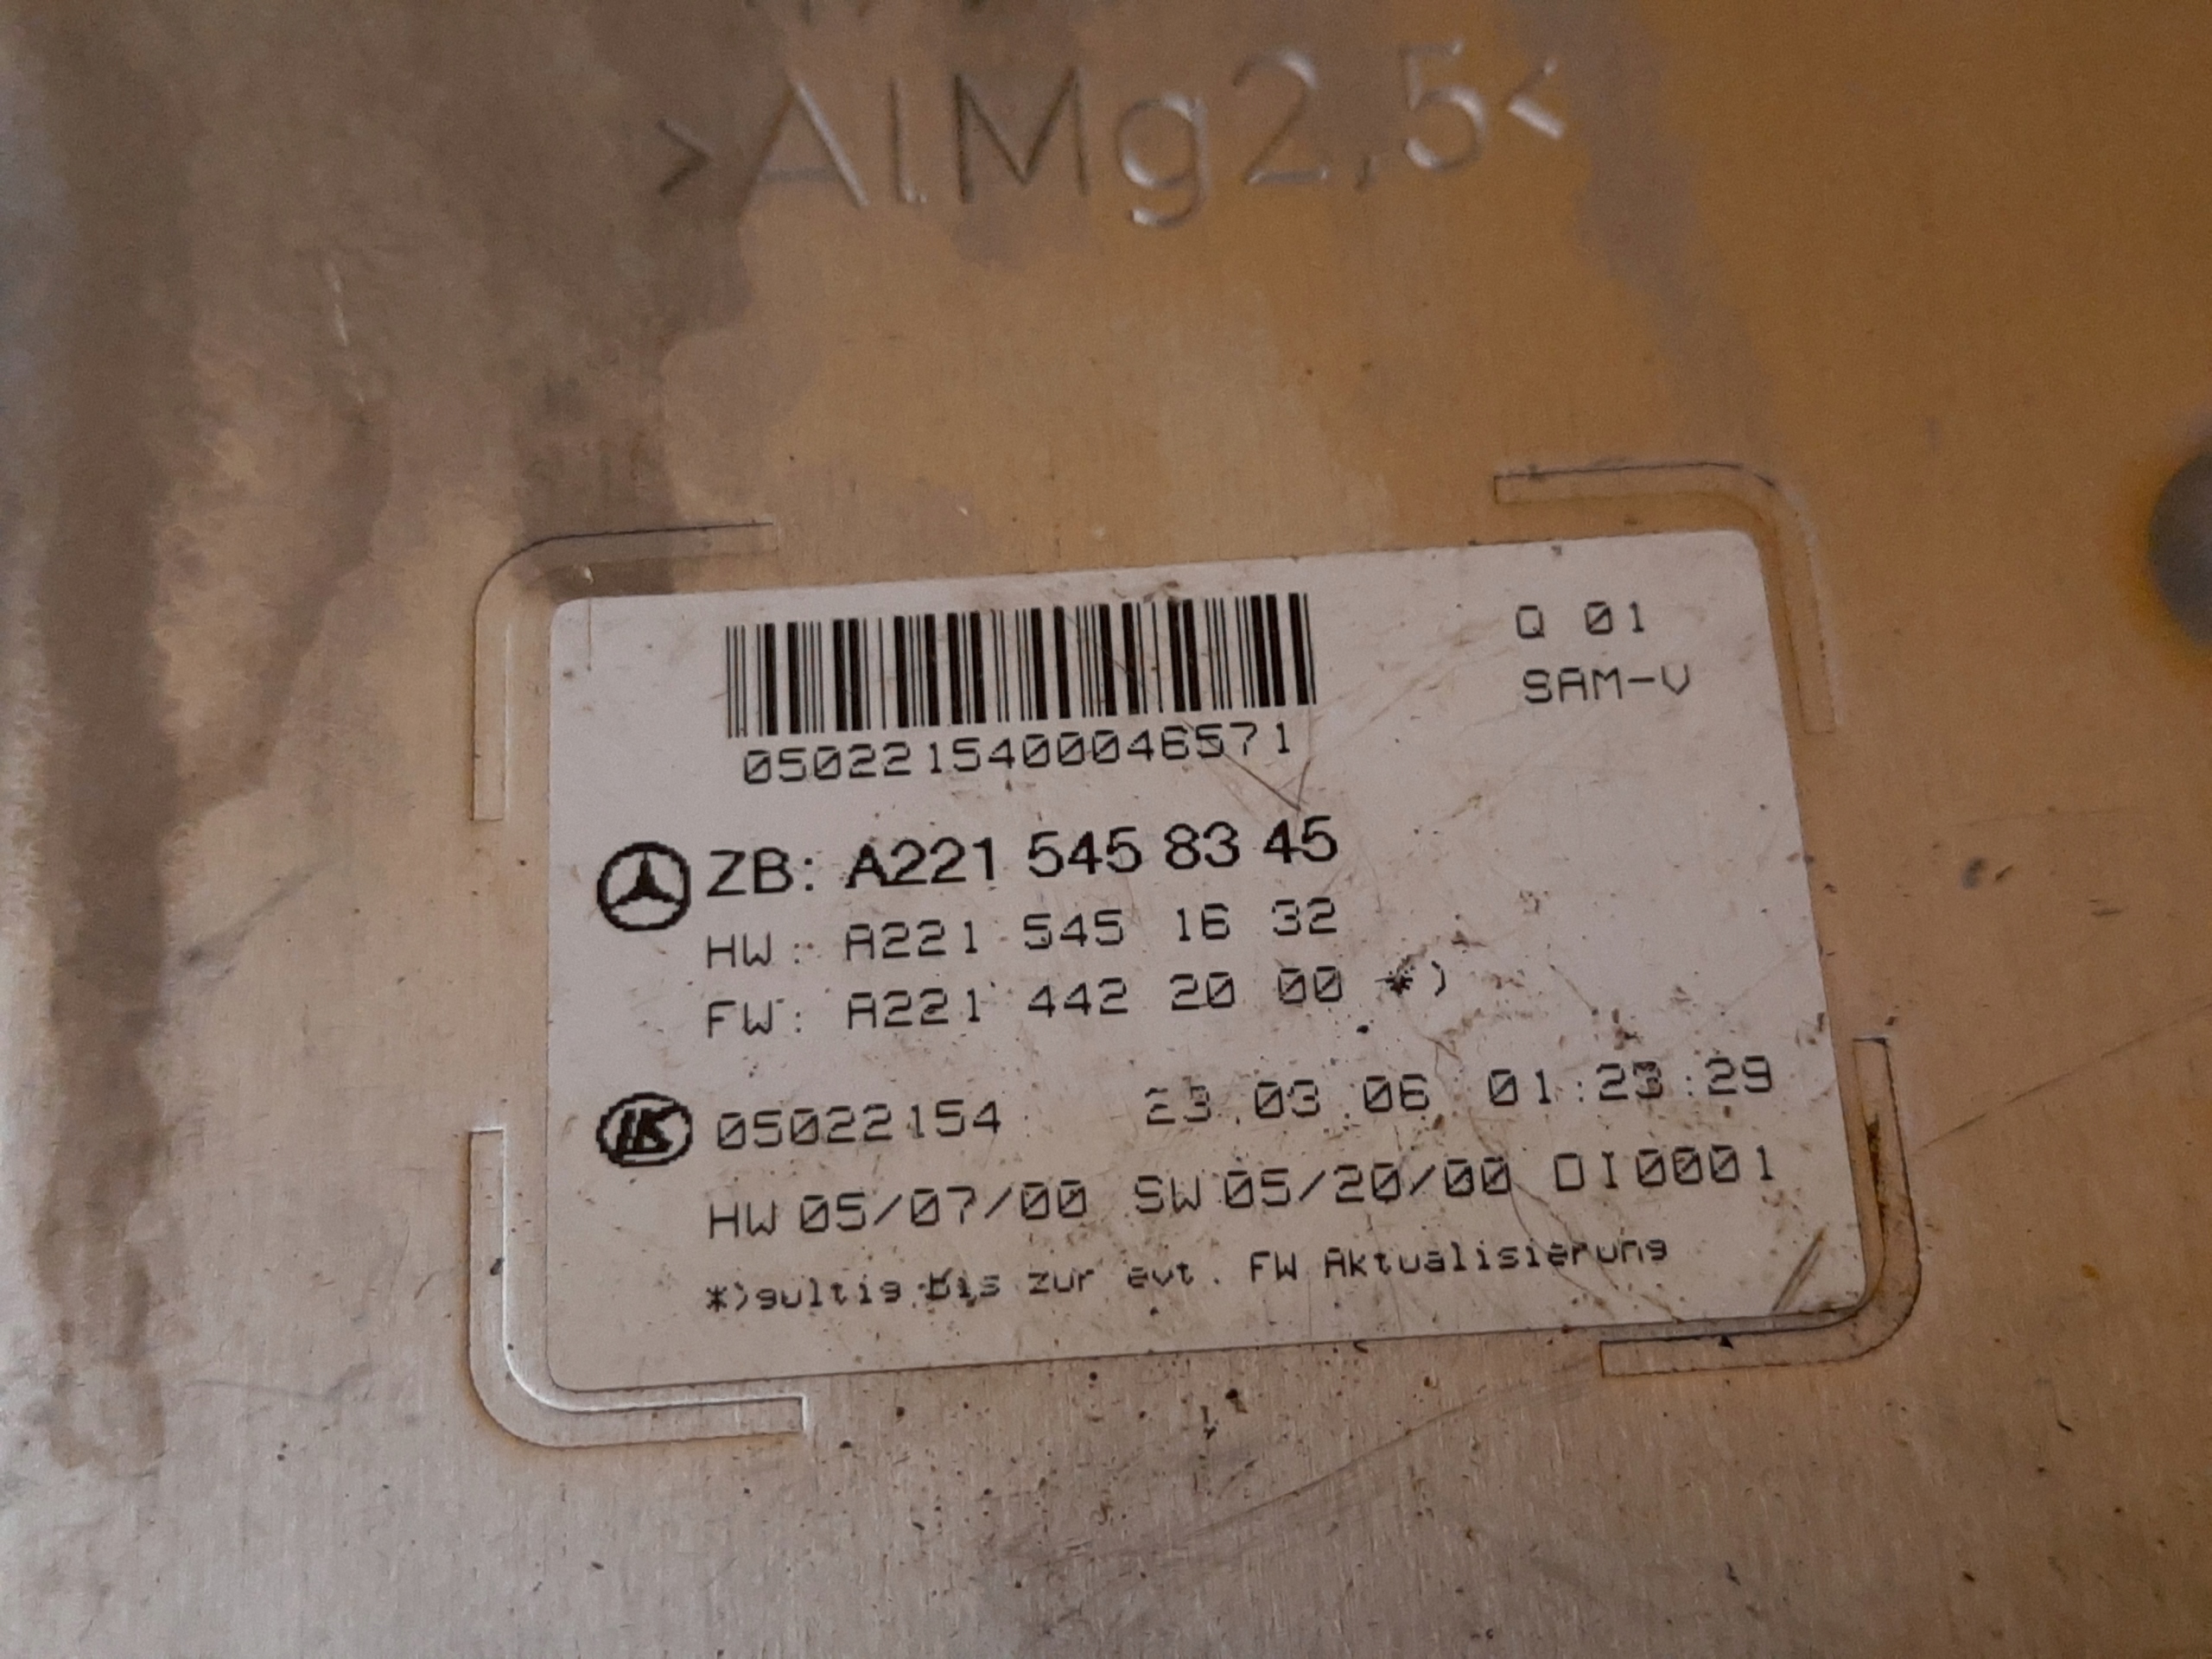 >AlMg2,5<
Q 01
SAM-V
0502215400046571
ZB: A221 545 83 45
HW: A221 545 16 32
FW: A221 442 20 00 *)
05022154 23.03.06 01:23:29
HW 05/07/00 SW 05/20/00 DI0001
*)gultig bis zur evt. FW Aktualisierung